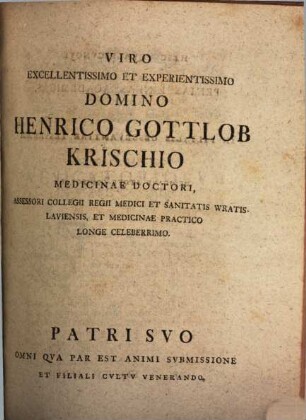 VIRO
EXCELLENTISSIMO ET EXPERIENTISSIMO
DOMINO
HENRICO GOTTLOB
KRISCHIO
MEDICINAE DOCTORI,
ASSESSORI COLLEGII REGII MEDICI ET SANITATIS WRATIS-
LAVIENSIS, ET MEDICINAE PRACTICO
LONGE CELEBERRIMO.
PATRI SVO
OMNI QVA PAR EST ANIMI SVBMISSIONE
ET FILIALI CVLTV VENERANDO,